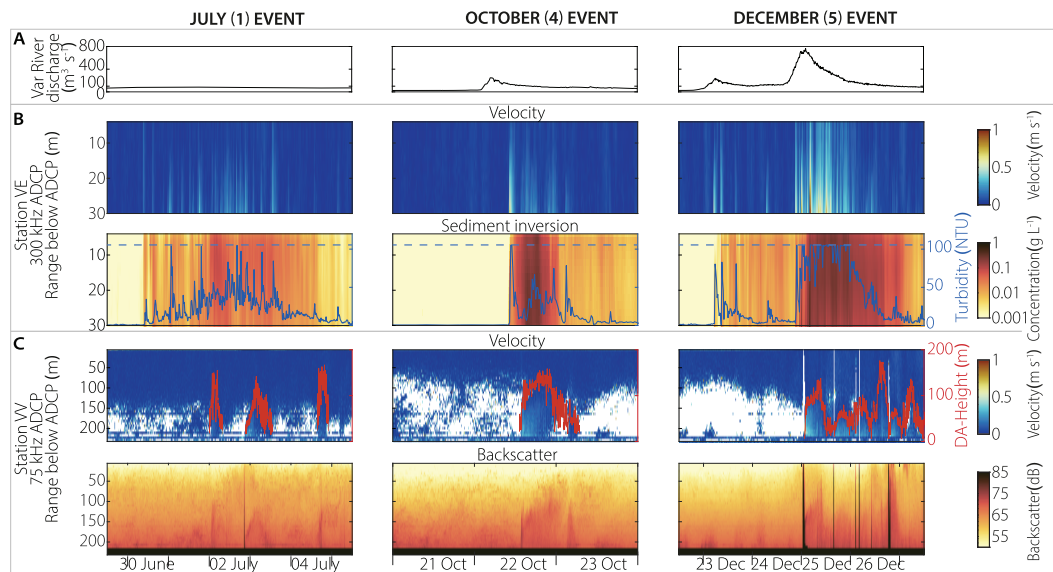 JULY (1) EVENT
OCTOBER (4) EVENT
DECEMBER (5) EVENT
A
Var River
discharge
(m³ s⁻¹)
800
100
0
B
Station VE
300 kHz ADCP
Range below ADCP (m)
Velocity
10
20
30
Velocity(m s⁻¹)
1
0.5
0
Sediment inversion
10
20
30
100
50
0
Turbidity (NTU)
1
0.1
0.01
0.001
Concentration(g L⁻¹)
C
Station VV
75 kHz ADCP
Range below ADCP (m)
Velocity
50
100
150
200
200
100
0
DA-Height (m)
1
0.5
0
Velocity(m s⁻¹)
Backscatter
50
100
150
200
85
75
65
55
Backscatter(dB)
30 June
02 July
04 July
21 Oct
22 Oct
23 Oct
23 Dec
24 Dec
25 Dec
26 Dec